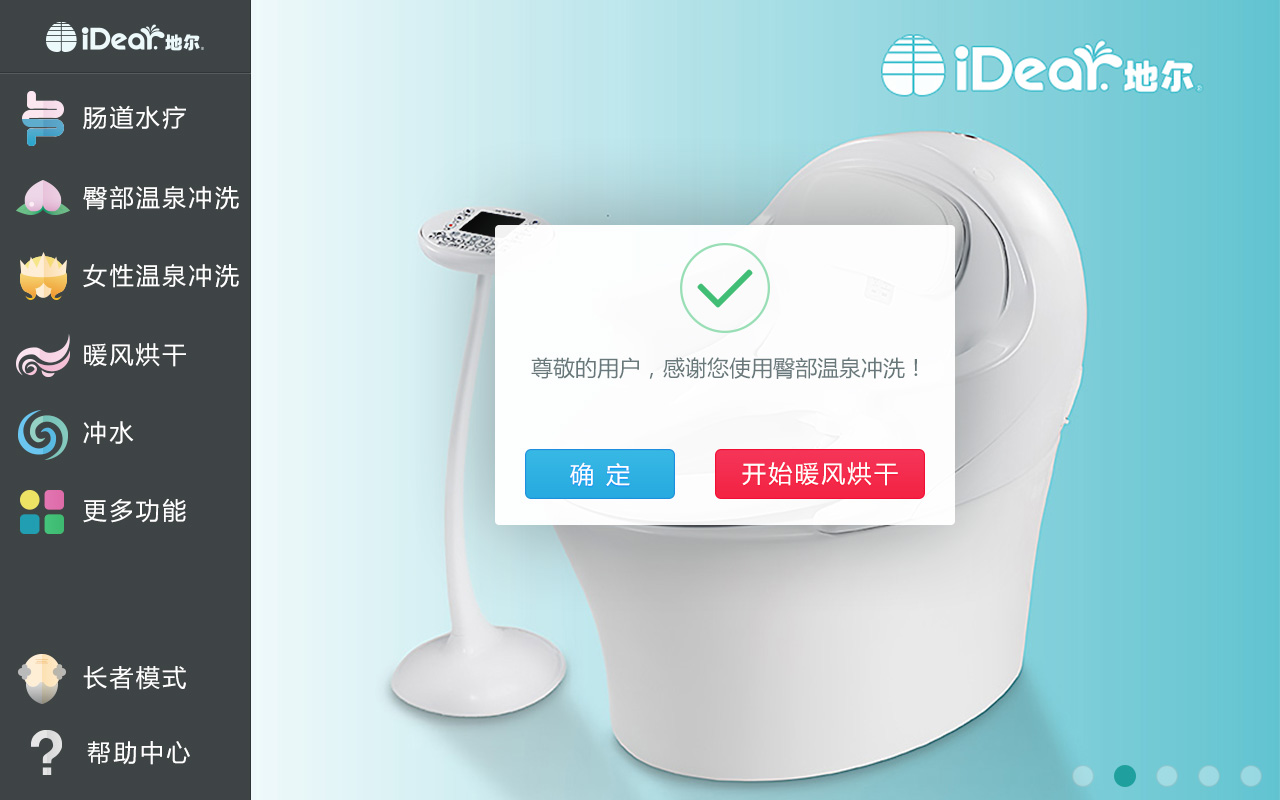 iDear.地尔
肠道水疗
臀部温泉冲洗
女性温泉冲洗
暖风烘干
冲水
更多功能
长者模式
帮助中心
iDear.地尔
尊敬的用户，感谢您使用臀部温泉冲洗！
确 定
开始暖风烘干